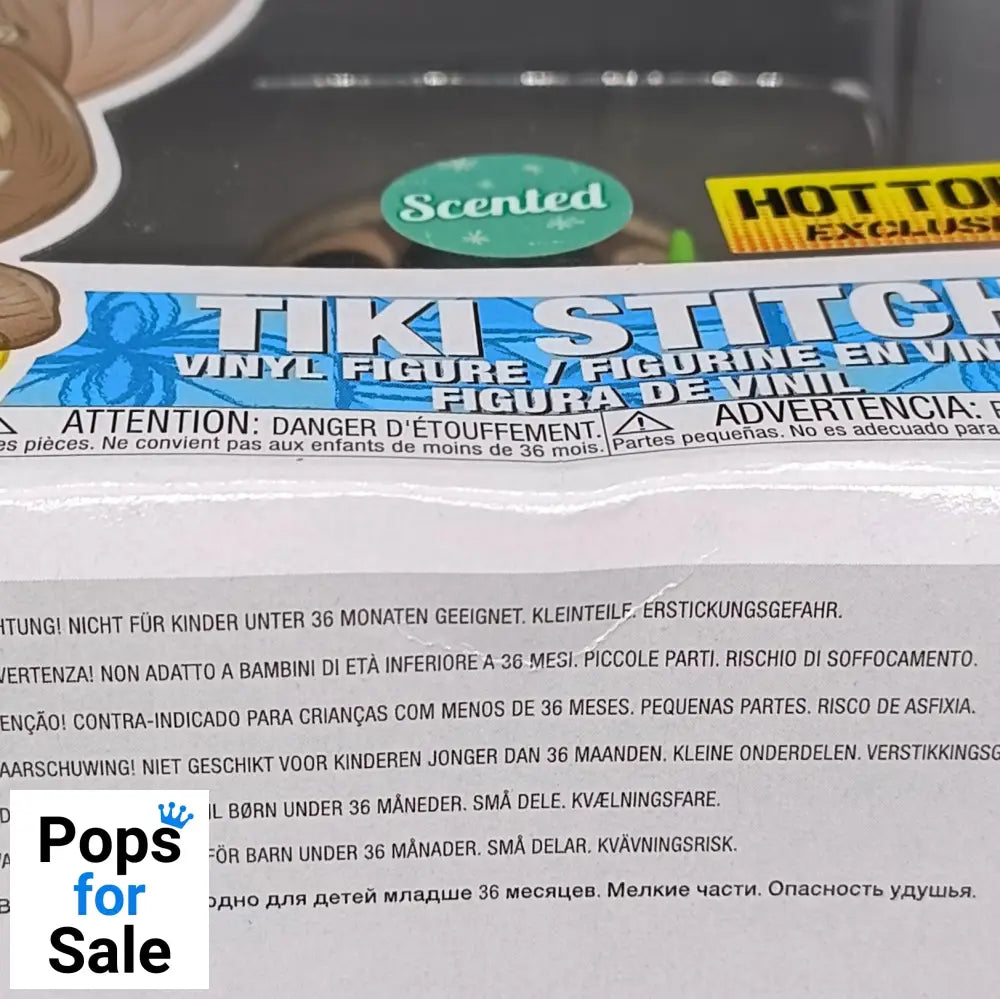 Scented
HOT TO
EXCLUSI
TIKI STITCH
VINYL FIGURE / FIGURINE EN VIN
FIGURA DE VINIL
ATTENTION: DANGER D'ÉTOUFFEMENT.
es pièces. Ne convient pas aux enfants de moins de 36 mois.
ADVERTENCIA:
Partes pequeñas. No es adecuado para
HTUNG! NICHT FÜR KINDER UNTER 36 MONATEN GEEIGNET. KLEINTEILE. ERSTICKUNGSGEFAHR.
VERTENZA! NON ADATTO A BAMBINI DI ETÀ INFERIORE A 36 MESI. PICCOLE PARTI. RISCHIO DI SOFFOCAMENTO.
ENÇÃO! CONTRA-INDICADO PARA CRIANÇAS COM MENOS DE 36 MESES. PEQUENAS PARTES. RISCO DE ASFIXIA.
AARSCHUWING! NIET GESCHIKT VOOR KINDEREN JONGER DAN 36 MAANDEN. KLEINE ONDERDELEN. VERSTIKKINGSG
IL BØRN UNDER 36 MÅNEDER. SMÅ DELE. KVÆLNINGSFARE.
FÖR BARN UNDER 36 MÅNADER. SMÅ DELAR. KVÄVNINGSRISK.
одно для детей младше 36 месяцев. Мелкие части. Опасность удушья.
Pops
for
Sale